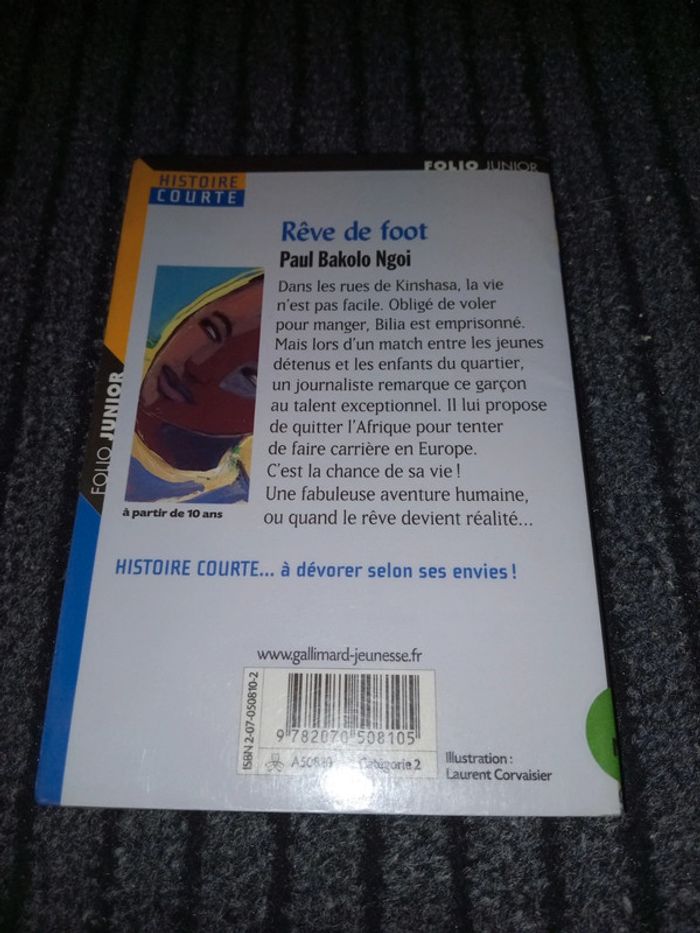 FOLIO JUNIOR
HISTOIRE
COURTE
Rêve de foot
Paul Bakolo Ngoi
Dans les rues de Kinshasa, la vie
n'est pas facile. Obligé de voler
pour manger, Bilia est emprisonné.
Mais lors d'un match entre les jeunes
détenus et les enfants du quartier,
un journaliste remarque ce garçon
au talent exceptionnel. Il lui propose
de quitter l'Afrique pour tenter
de faire carrière en Europe.
C'est la chance de sa vie !
Une fabuleuse aventure humaine,
ou quand le rêve devient réalité...
FOLIO JUNIOR
à partir de 10 ans
HISTOIRE COURTE... à dévorer selon ses envies !
www.gallimard-jeunesse.fr
ISBN 2-07-050810-2
9 782070 508105
Catégorie 2
Illustration :
Laurent Corvaisier